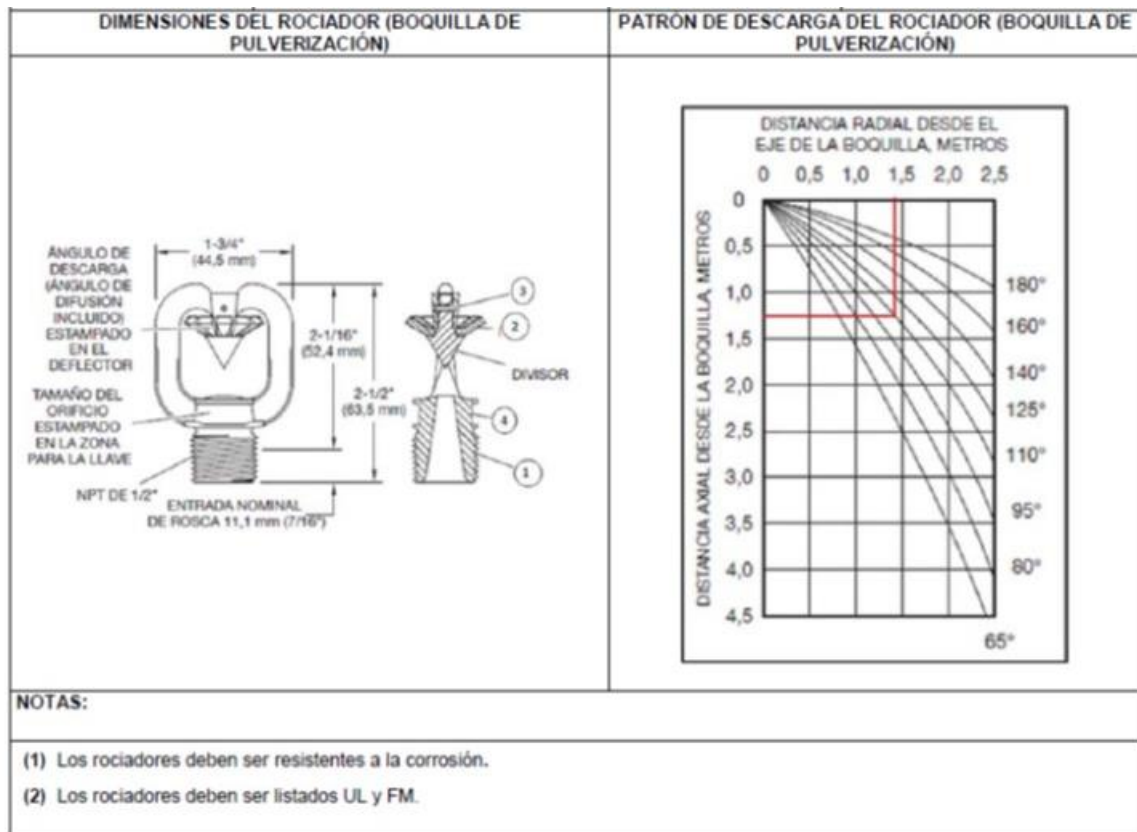 DIMENSIONES DEL ROCIADOR (BOQUILLA DE
PULVERIZACIÓN)
PATRÓN DE DESCARGA DEL ROCIADOR (BOQUILLA DE
PULVERIZACIÓN)
ÁNGULO DE
DESCARGA
(ÁNGULO DE
DIFUSIÓN
INCLUIDO)
ESTAMPADO
EN EL
DEFLECTOR
TAMAÑO DEL
ORIFICIO
ESTAMPADO
EN LA ZONA
PARA LA LLAVE
NPT DE 1/2"
ENTRADA NOMINAL
DE ROSCA 11,1 mm (7/16")
1-3/4"
(44,5 mm)
2-1/16"
(52,4 mm)
2-1/2"
(63,5 mm)
3
2
DIVISOR
4
1
DISTANCIA RADIAL DESDE EL
EJE DE LA BOQUILLA, METROS
0 0,5 1,0 1,5 2,0 2,5
DISTANCIA AXIAL DESDE LA BOQUILLA, METROS
0
0,5
1,0
1,5
2,0
2,5
3,0
3,5
4,0
4,5
180°
160°
140°
125°
110°
95°
80°
65°
NOTAS:
(1) Los rociadores deben ser resistentes a la corrosión.
(2) Los rociadores deben ser listados UL y FM.